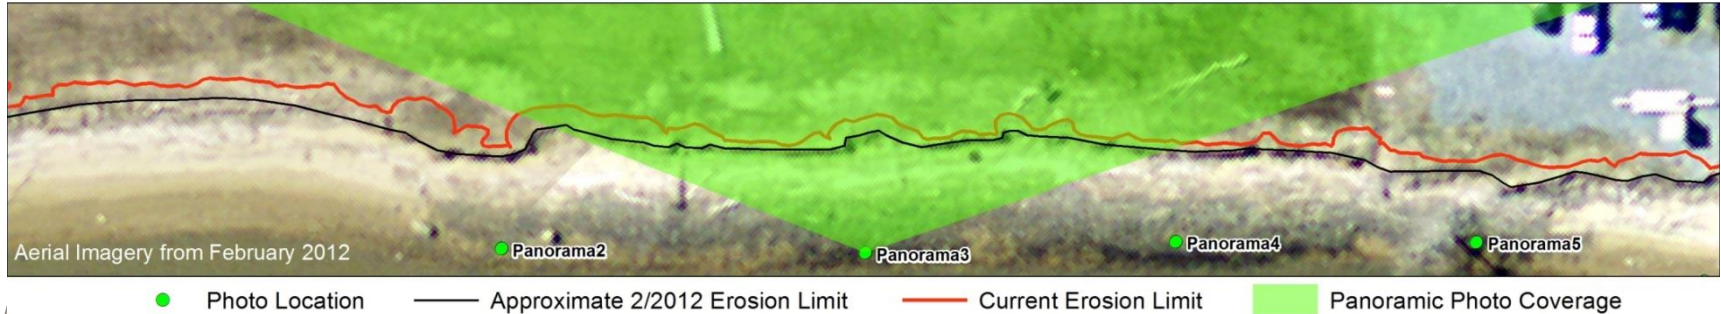 Panorama2
Panorama3
Panorama4
Panorama5
Aerial Imagery from February 2012
Photo Location
Approximate 2/2012 Erosion Limit
Current Erosion Limit
Panoramic Photo Coverage